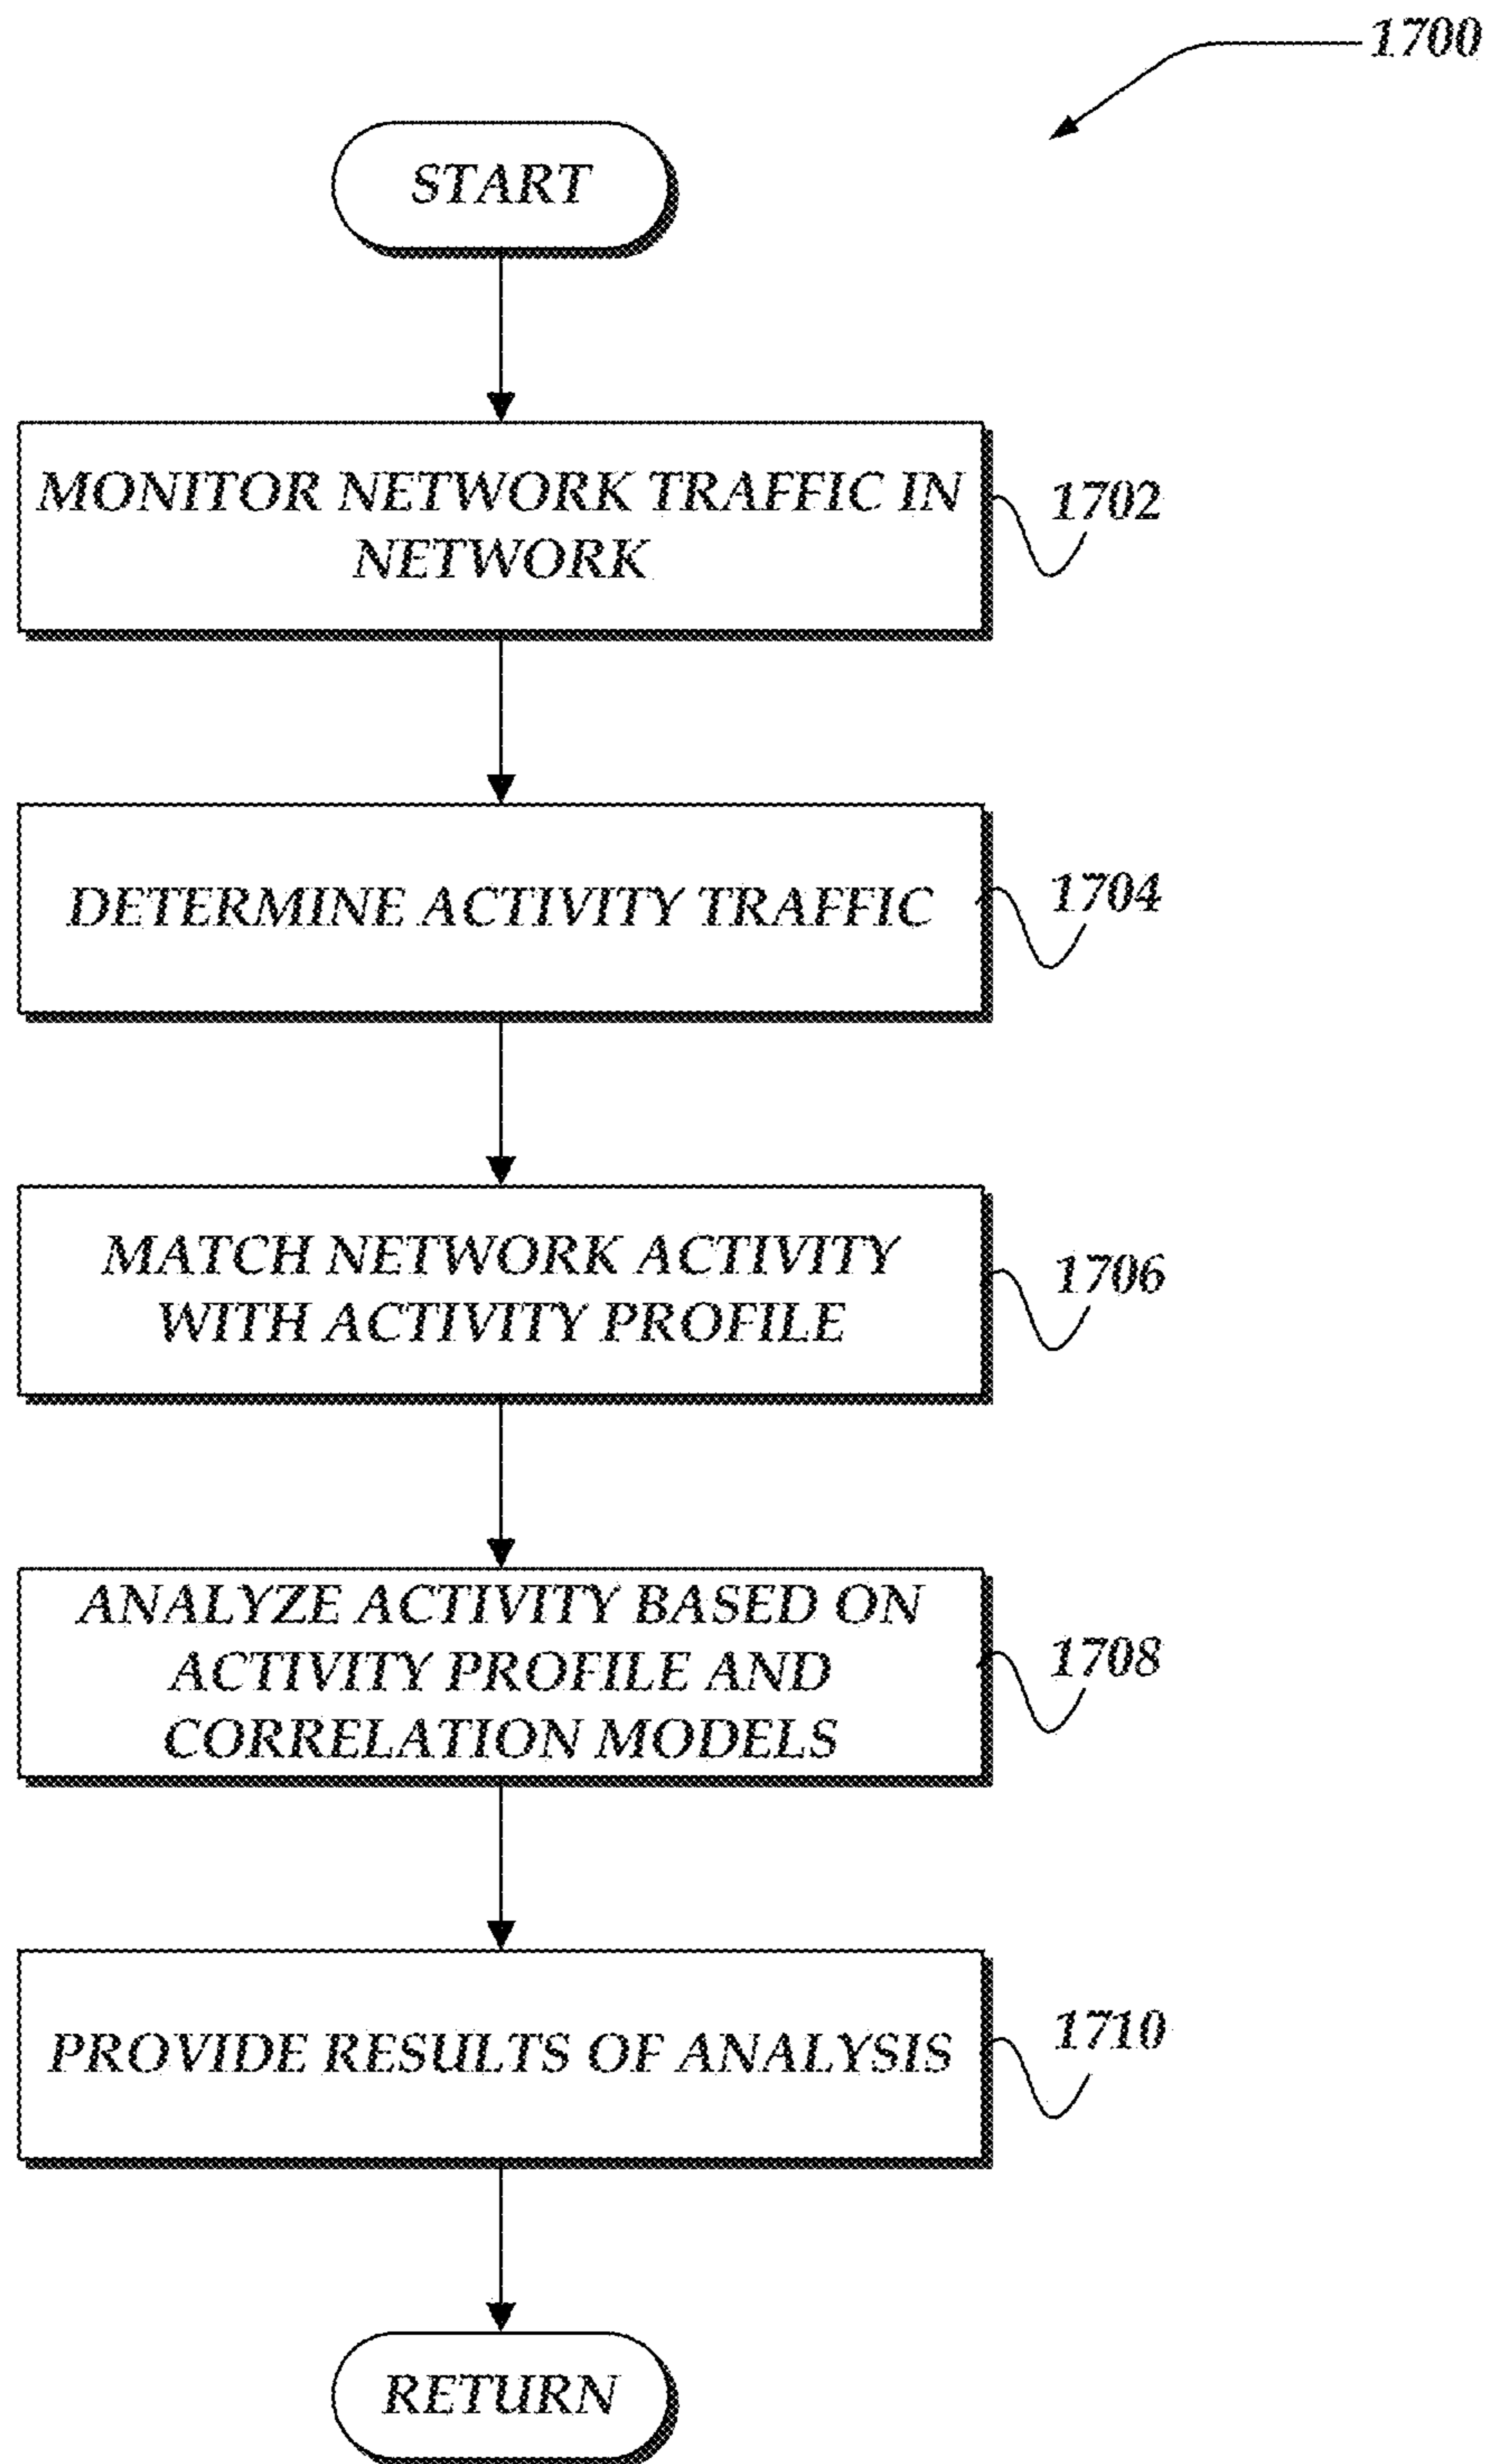 1700
START
MONITOR NETWORK TRAFFIC IN
NETWORK
1702
DETERMINE ACTIVITY TRAFFIC
1704
MATCH NETWORK ACTIVITY
WITH ACTIVITY PROFILE
1706
ANALYZE ACTIVITY BASED ON
ACTIVITY PROFILE AND
CORRELATION MODELS
1708
PROVIDE RESULTS OF ANALYSIS
1710
RETURN